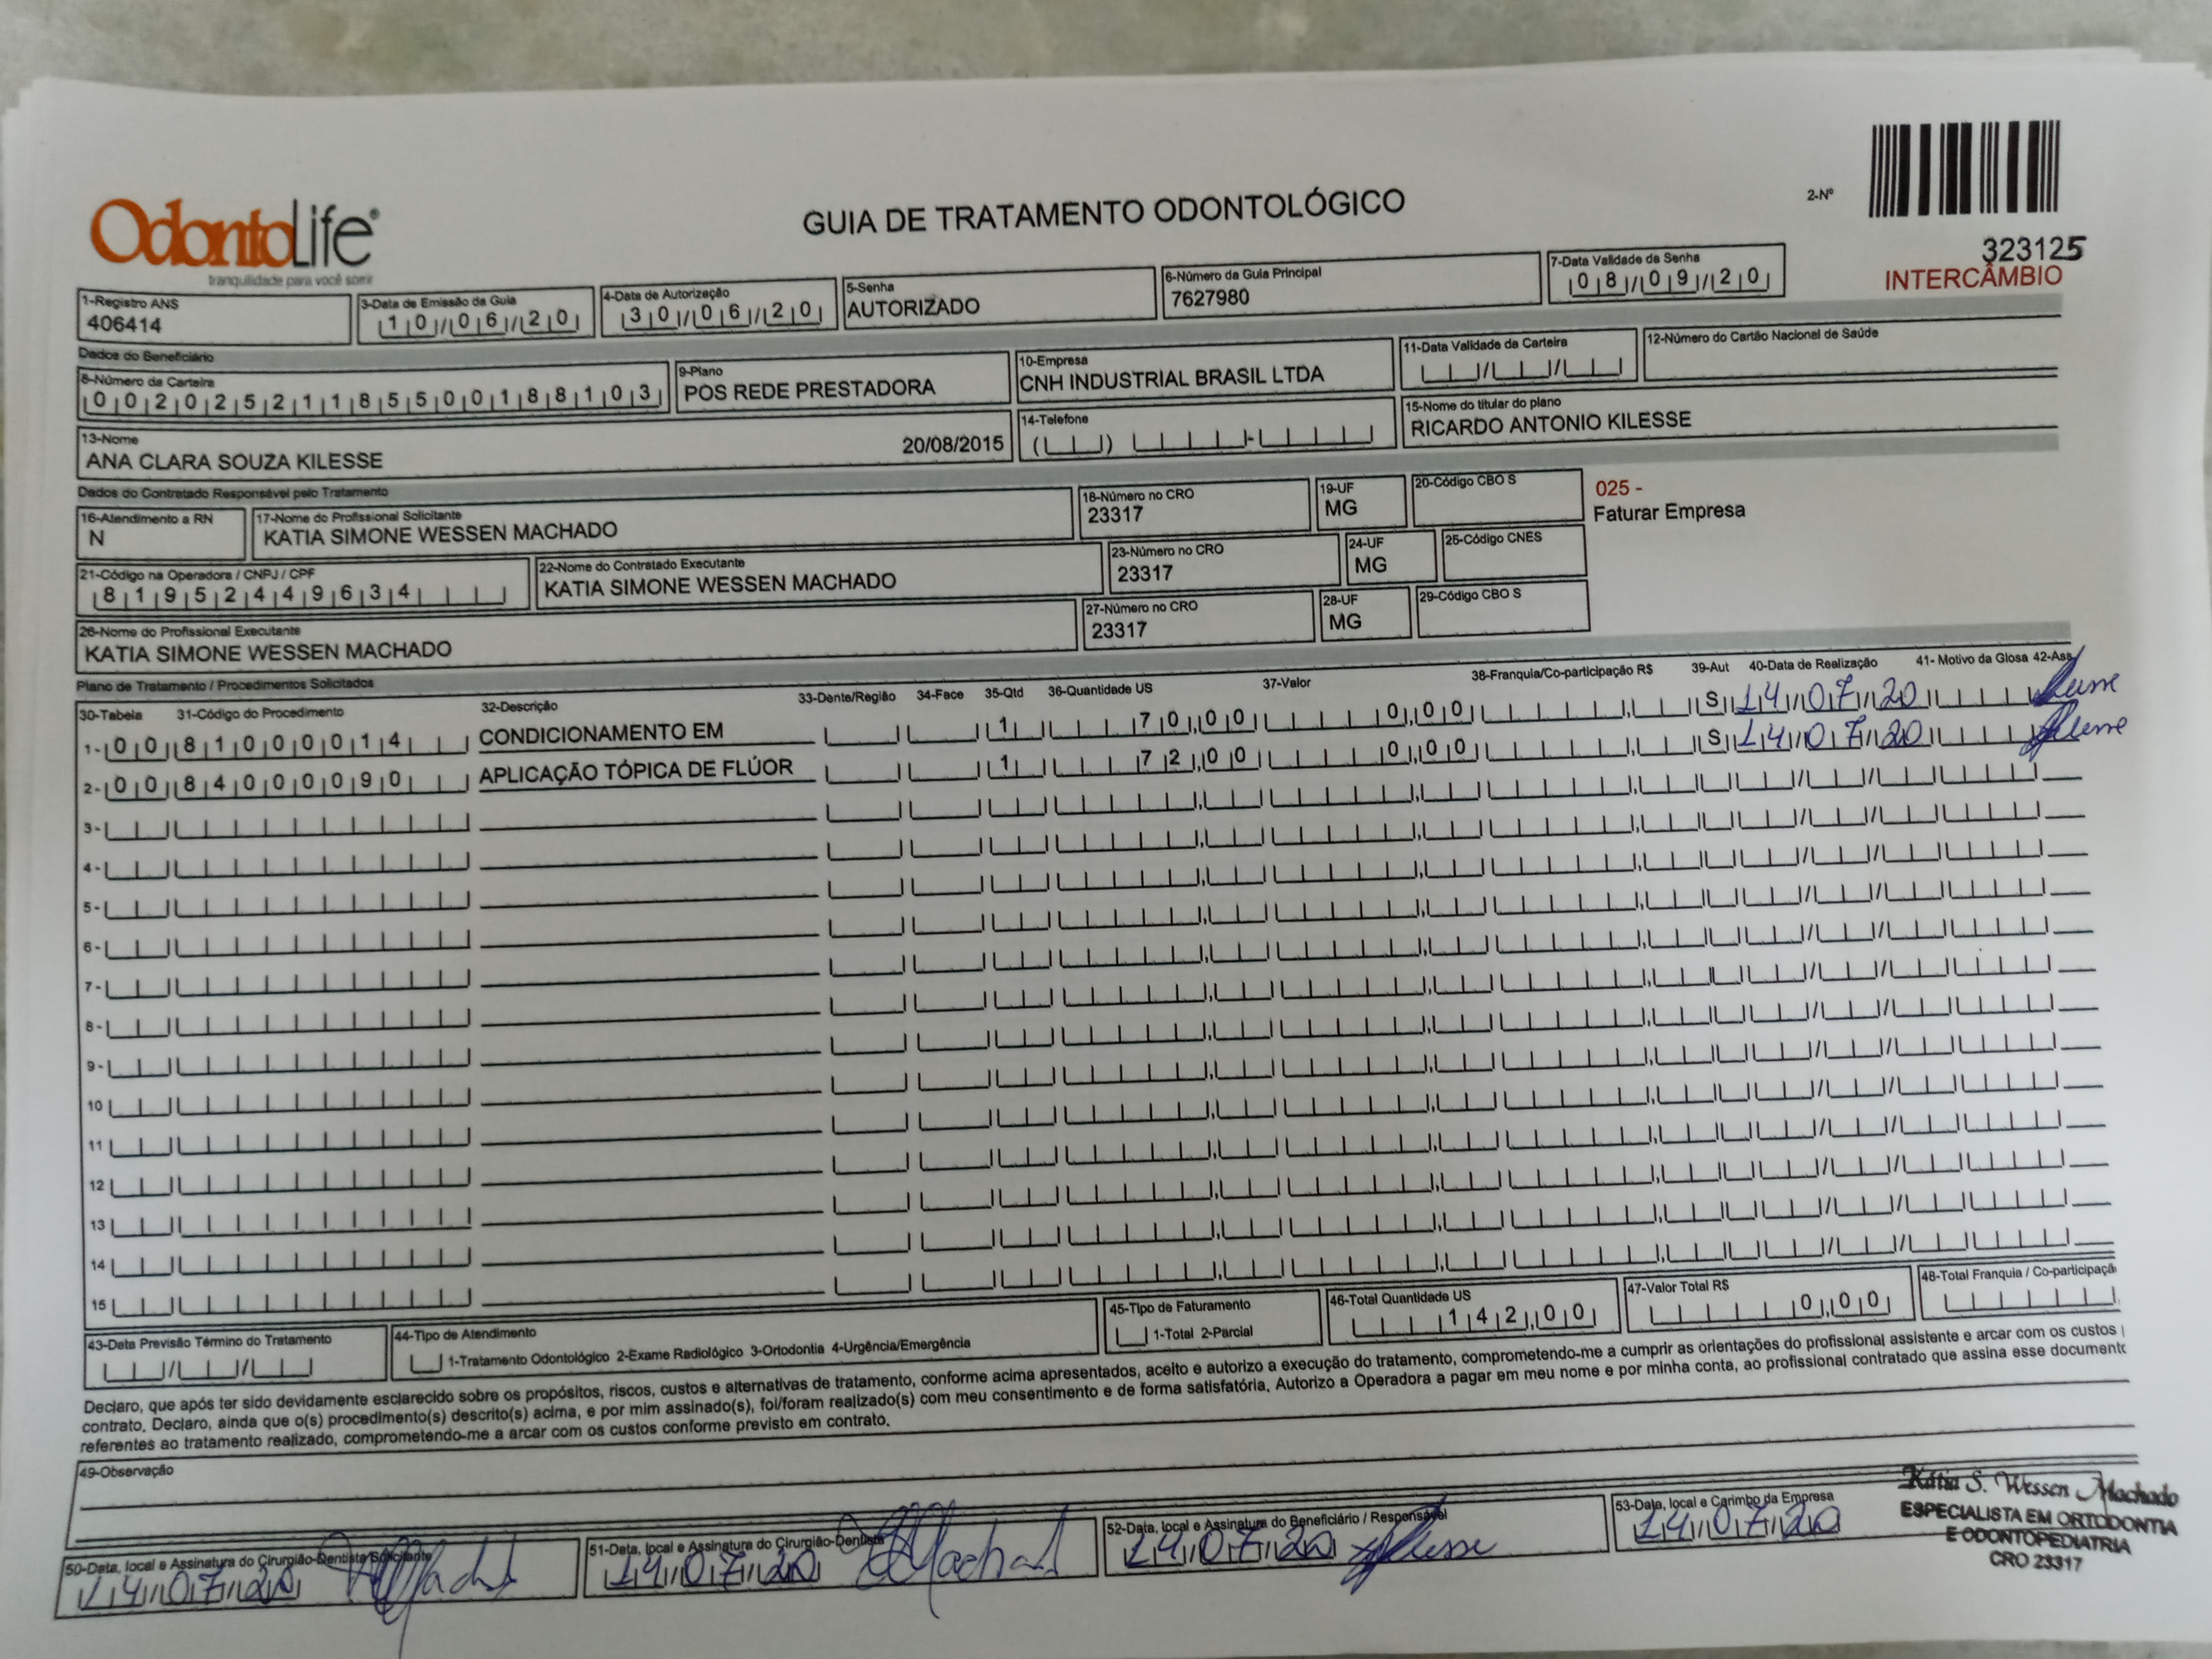 OdontoLife®
tranquilidade para você sorrir
GUIA DE TRATAMENTO ODONTOLÓGICO
2-Nº
323125
INTERCÂMBIO
1-Registro ANS
406414
3-Data de Emissão da Guia
10/06/20
4-Data de Autorização
30/06/20
5-Senha
AUTORIZADO
6-Número da Guia Principal
7627980
7-Data Validade da Senha
08/09/20
Dados do Beneficiário
8-Número da Carteira
00202521185500188103
9-Plano
POS REDE PRESTADORA
10-Empresa
CNH INDUSTRIAL BRASIL LTDA
11-Data Validade da Carteira
12-Número do Cartão Nacional de Saúde
13-Nome
ANA CLARA SOUZA KILESSE 20/08/2015
14-Telefone
15-Nome do titular do plano
RICARDO ANTONIO KILESSE
Dados do Contratado Responsável pelo Tratamento
16-Atendimento a RN
N
17-Nome do Profissional Solicitante
KATIA SIMONE WESSEN MACHADO
18-Número no CRO
23317
19-UF
MG
20-Código CBO S
025 -
Faturar Empresa
21-Código na Operadora / CNPJ / CPF
81952449634
22-Nome do Contratado Executante
KATIA SIMONE WESSEN MACHADO
23-Número no CRO
23317
24-UF
MG
25-Código CNES
26-Nome do Profissional Executante
KATIA SIMONE WESSEN MACHADO
27-Número no CRO
23317
28-UF
MG
29-Código CBO S
Plano de Tratamento / Procedimentos Solicitados
30-Tabela 31-Código do Procedimento 32-Descrição 33-Dente/Região 34-Face 35-Qtd 36-Quantidade US 37-Valor 38-Franquia/Co-participação R$ 39-Aut 40-Data de Realização 41- Motivo da Glosa 42-Ass
1- 00 81000014 CONDICIONAMENTO EM 1 70,00 0,00 S 14/07/20
2- 00 84000090 APLICAÇÃO TÓPICA DE FLÚOR 1 72,00 0,00 S 14/07/20
3-
4-
5-
6-
7-
8-
9-
10
11
12
13
14
15
43-Data Previsão Término do Tratamento
44-Tipo de Atendimento
1-Tratamento Odontológico 2-Exame Radiológico 3-Ortodontia 4-Urgência/Emergência
45-Tipo de Faturamento
1-Total 2-Parcial
46-Total Quantidade US
142,00
47-Valor Total R$
0,00
48-Total Franquia / Co-participaçã
Declaro, que após ter sido devidamente esclarecido sobre os propósitos, riscos, custos e alternativas de tratamento, conforme acima apresentados, aceito e autorizo a execução do tratamento, comprometendo-me a cumprir as orientações do profissional assistente e arcar com os custos
contrato. Declaro, ainda que o(s) procedimento(s) descrito(s) acima, e por mim assinado(s), foi/foram realizado(s) com meu consentimento e de forma satisfatória. Autorizo a Operadora a pagar em meu nome e por minha conta, ao profissional contratado que assina esse documento
referentes ao tratamento realizado, comprometendo-me a arcar com os custos conforme previsto em contrato.
49-Observação
50-Data, local e Assinatura do Cirurgião-Dentista Solicitante
14/07/20
51-Data, local e Assinatura do Cirurgião-Dentista
14/07/20
52-Data, local e Assinatura do Beneficiário / Responsável
14/07/20
53-Data, local e Carimbo da Empresa
14/07/20
Kátia S. Wessen Machado
ESPECIALISTA EM ORTODONTIA
E ODONTOPEDIATRIA
CRO 23317